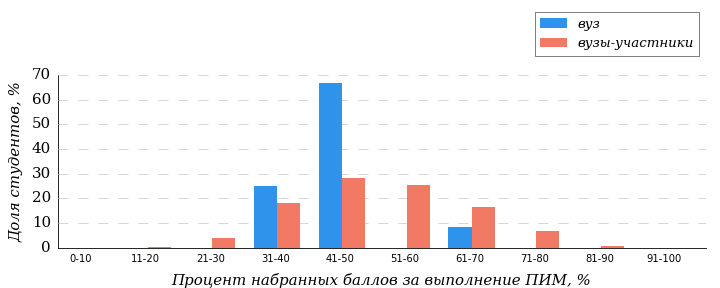 вуз
вузы-участники
Доля студентов, %
70
60
50
40
30
20
10
0
0-10 11-20 21-30 31-40 41-50 51-60 61-70 71-80 81-90 91-100
Процент набранных баллов за выполнение ПИМ, %